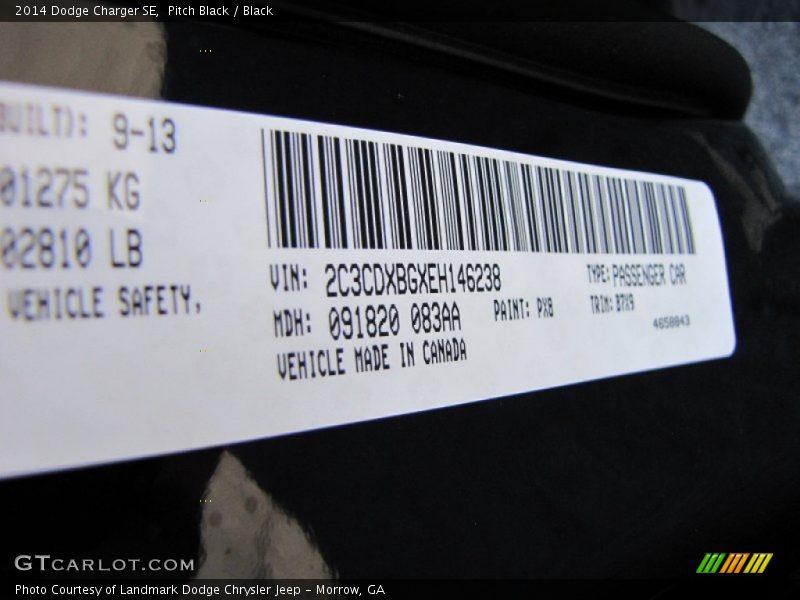 2014 Dodge Charger SE, Pitch Black / Black
BUILT): 9-13
01275 KG
02810 LB
VEHICLE SAFETY,
VIN: 2C3CDXBGXEH146238
TYPE: PASSENGER CAR
MDH: 091820 083AA
PAINT: PX8
TRIM: B7X9
VEHICLE MADE IN CANADA
4658843
GTCARLOT.COM
Photo Courtesy of Landmark Dodge Chrysler Jeep - Morrow, GA